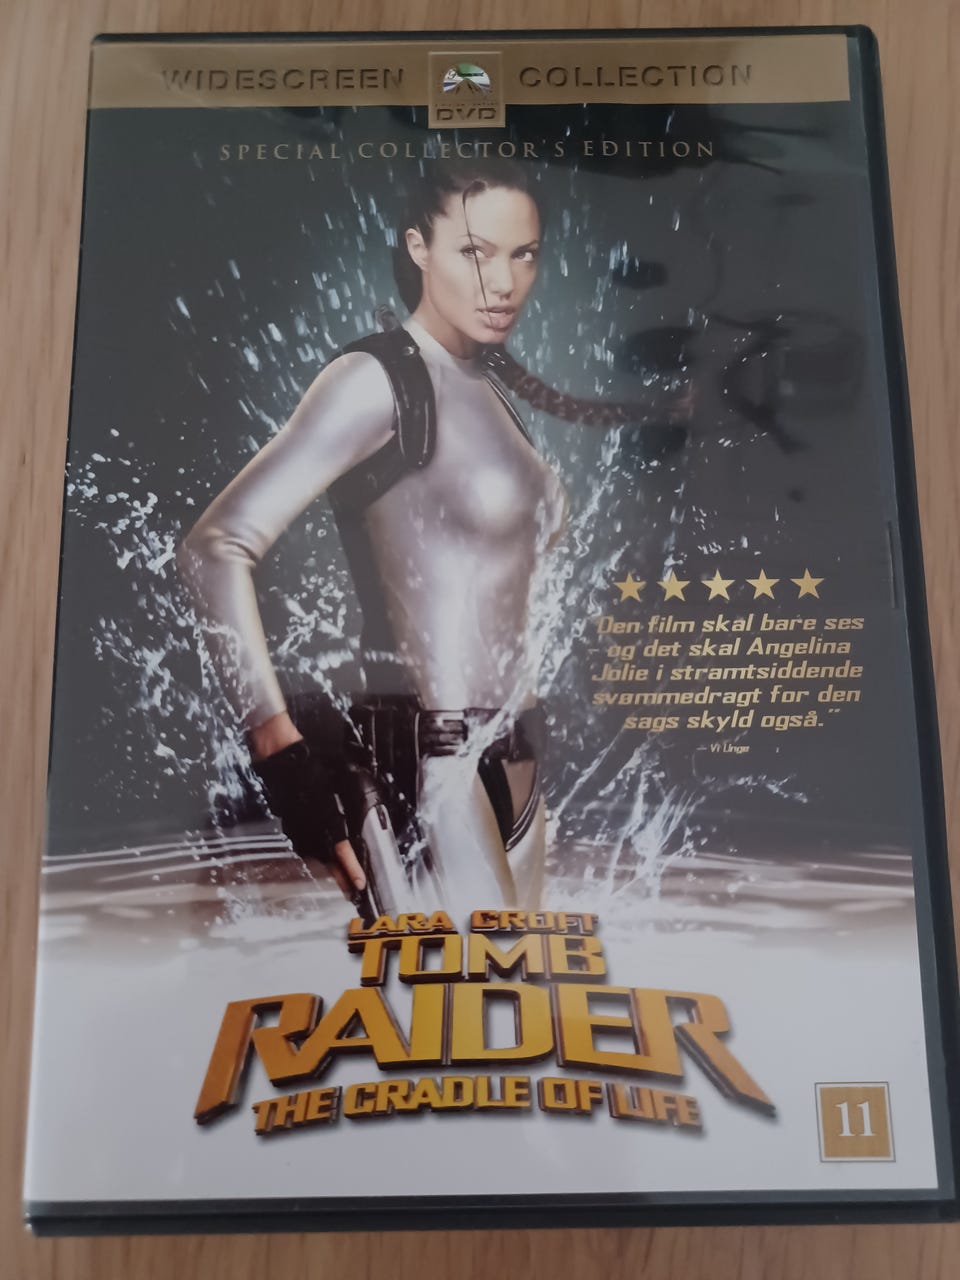 WIDESCREEN COLLECTION
Paramount
DVD
SPECIAL COLLECTOR'S EDITION
Den film skal bare ses
- og det skal Angelina
Jolie i stramtsiddende
svømmedragt for den
sags skyld også."
- Vi Unge
LARA CROFT
TOMB
RAIDER
THE CRADLE OF LIFE
11